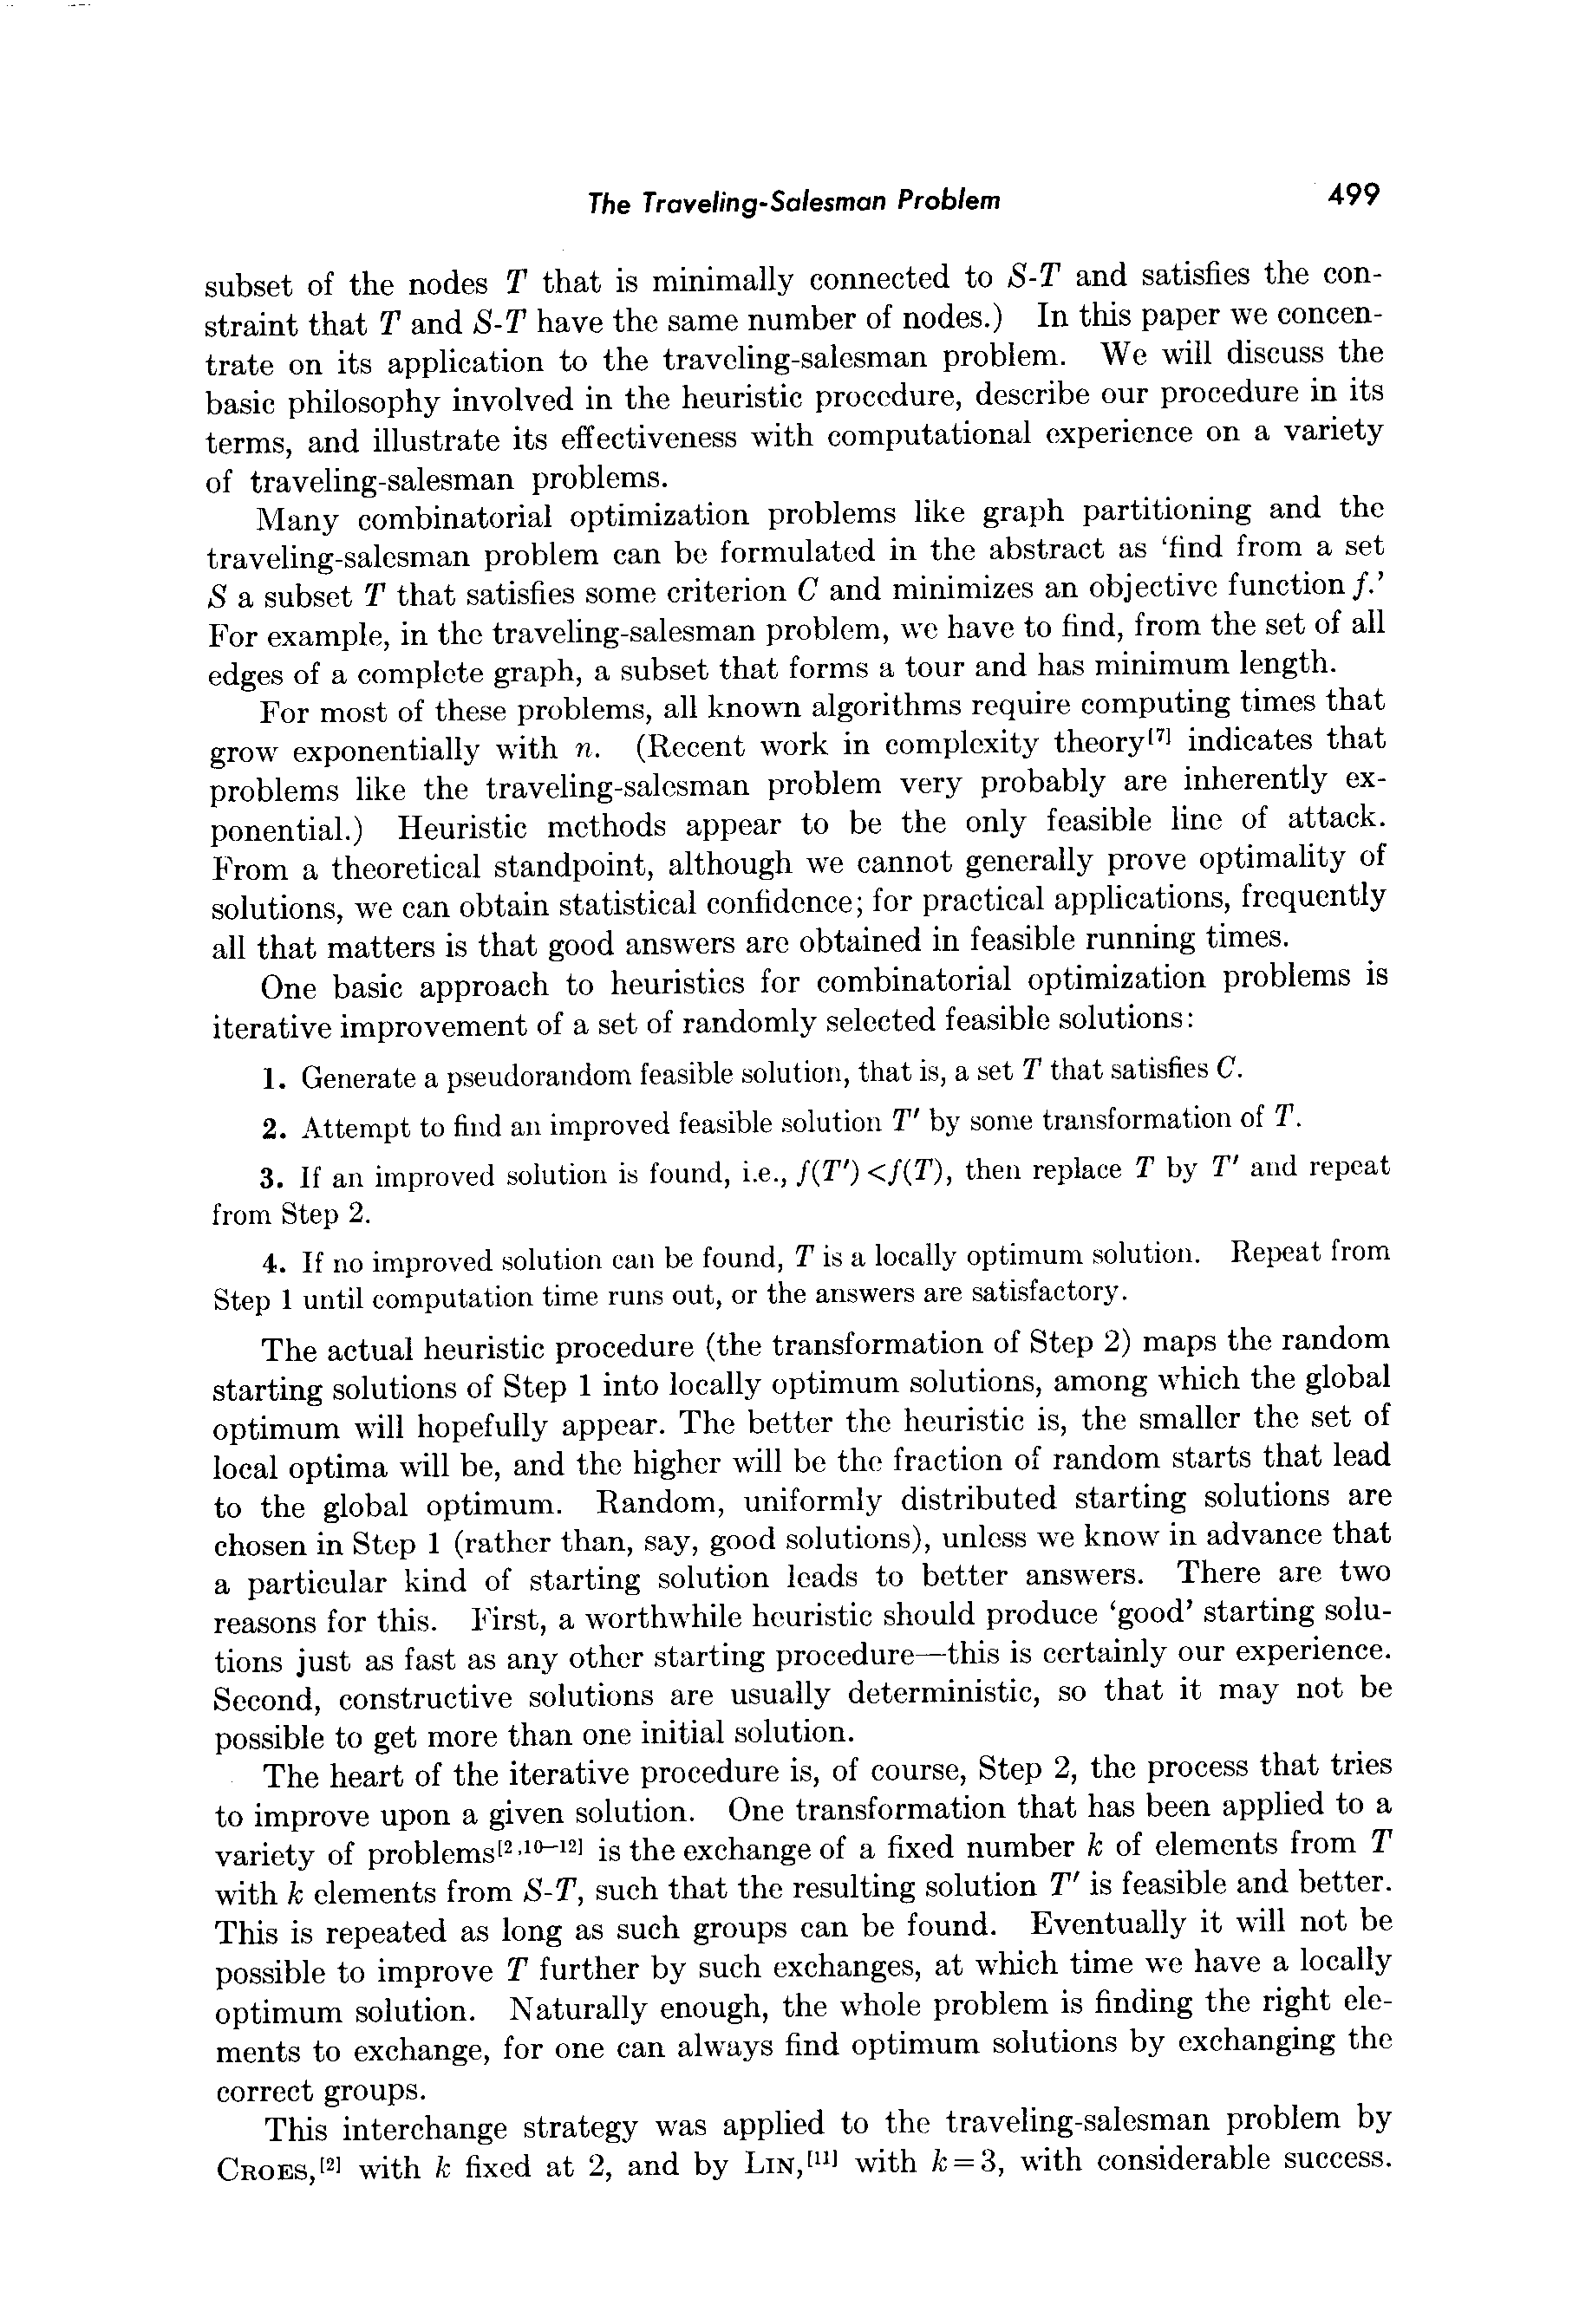 The Traveling-Salesman Problem 499
subset of the nodes T that is minimally connected to S-T and satisfies the con-
straint that T and S-T have the same number of nodes.) In this paper we concen-
trate on its application to the traveling-salesman problem. We will discuss the
basic philosophy involved in the heuristic procedure, describe our procedure in its
terms, and illustrate its effectiveness with computational experience on a variety
of traveling-salesman problems.
Many combinatorial optimization problems like graph partitioning and the
traveling-salesman problem can be formulated in the abstract as ‘find from a set
S a subset T that satisfies some criterion C and minimizes an objective function f.’
For example, in the traveling-salesman problem, we have to find, from the set of all
edges of a complete graph, a subset that forms a tour and has minimum length.
For most of these problems, all known algorithms require computing times that
grow exponentially with n. (Recent work in complexity theory[7] indicates that
problems like the traveling-salesman problem very probably are inherently ex-
ponential.) Heuristic methods appear to be the only feasible line of attack.
From a theoretical standpoint, although we cannot generally prove optimality of
solutions, we can obtain statistical confidence; for practical applications, frequently
all that matters is that good answers are obtained in feasible running times.
One basic approach to heuristics for combinatorial optimization problems is
iterative improvement of a set of randomly selected feasible solutions:
1. Generate a pseudorandom feasible solution, that is, a set T that satisfies C.
2. Attempt to find an improved feasible solution T′ by some transformation of T.
3. If an improved solution is found, i.e., f(T′)<f(T), then replace T by T′ and repeat
from Step 2.
4. If no improved solution can be found, T is a locally optimum solution. Repeat from
Step 1 until computation time runs out, or the answers are satisfactory.
The actual heuristic procedure (the transformation of Step 2) maps the random
starting solutions of Step 1 into locally optimum solutions, among which the global
optimum will hopefully appear. The better the heuristic is, the smaller the set of
local optima will be, and the higher will be the fraction of random starts that lead
to the global optimum. Random, uniformly distributed starting solutions are
chosen in Step 1 (rather than, say, good solutions), unless we know in advance that
a particular kind of starting solution leads to better answers. There are two
reasons for this. First, a worthwhile heuristic should produce ‘good’ starting solu-
tions just as fast as any other starting procedure—this is certainly our experience.
Second, constructive solutions are usually deterministic, so that it may not be
possible to get more than one initial solution.
The heart of the iterative procedure is, of course, Step 2, the process that tries
to improve upon a given solution. One transformation that has been applied to a
variety of problems[2,10–12] is the exchange of a fixed number k of elements from T
with k elements from S-T, such that the resulting solution T′ is feasible and better.
This is repeated as long as such groups can be found. Eventually it will not be
possible to improve T further by such exchanges, at which time we have a locally
optimum solution. Naturally enough, the whole problem is finding the right ele-
ments to exchange, for one can always find optimum solutions by exchanging the
correct groups.
This interchange strategy was applied to the traveling-salesman problem by
CROES,[2] with k fixed at 2, and by LIN,[11] with k=3, with considerable success.